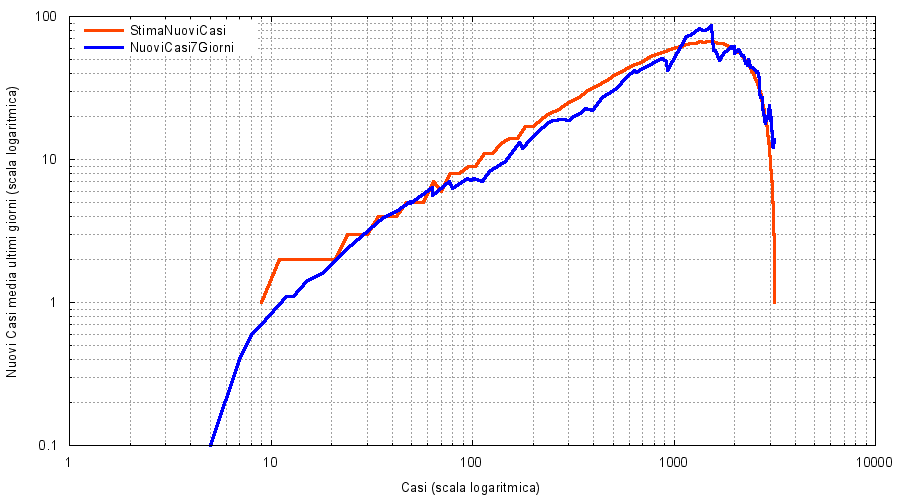 100
StimaNuoviCasi
NuoviCasi7Giorni
10
1
0.1
Nuovi Casi media ultimi giorni (scala logaritmica)
1
10
100
1000
10000
Casi (scala logaritmica)